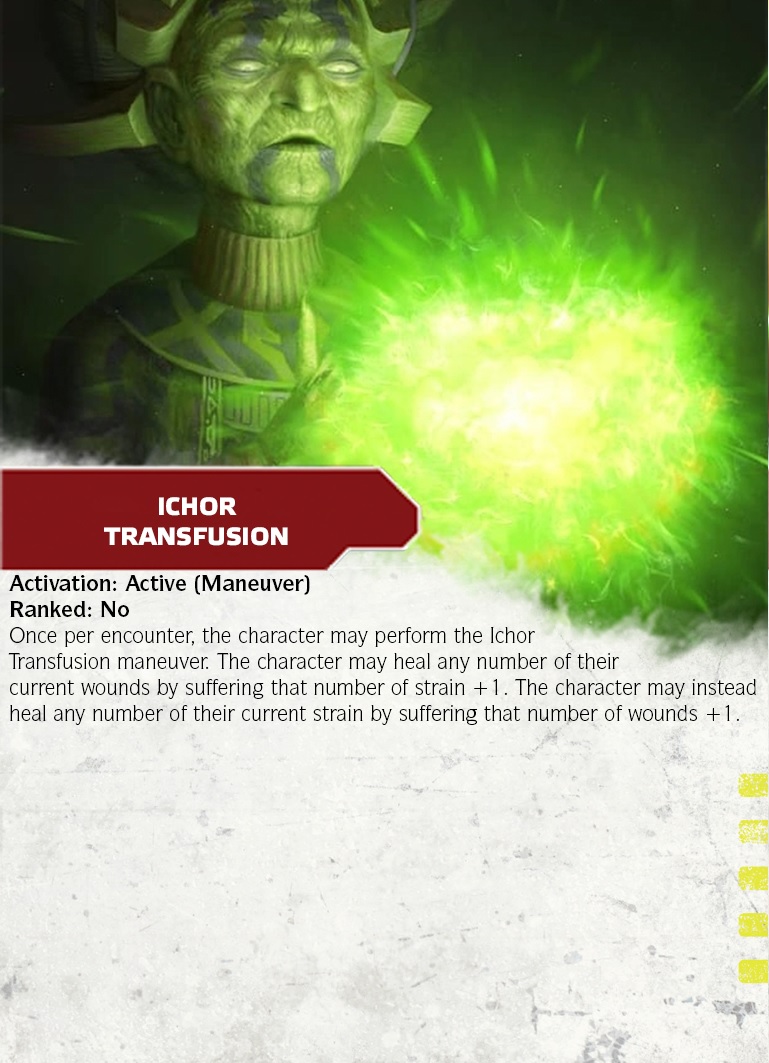 ICHOR
TRANSFUSION
Activation: Active (Maneuver)
Ranked: No
Once per encounter, the character may perform the Ichor
Transfusion maneuver. The character may heal any number of their
current wounds by suffering that number of strain +1. The character may instead
heal any number of their current strain by suffering that number of wounds +1.